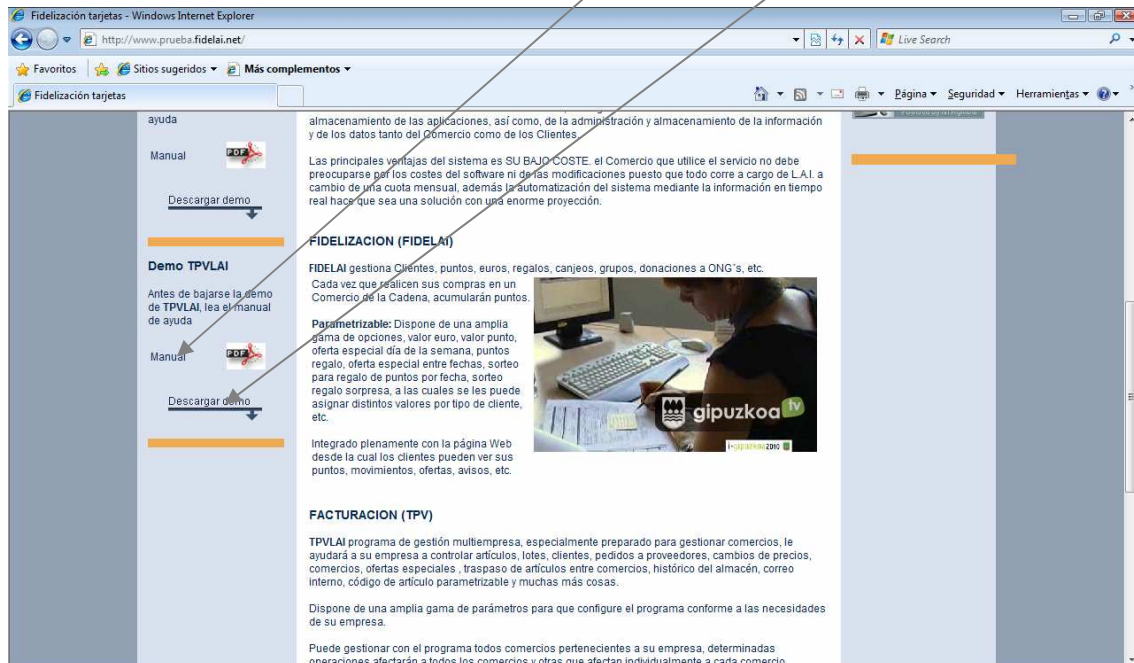 Fidelización tarjetas - Windows Internet Explorer
http://www.prueba.fidelai.net/
Live Search
Favoritos
Sitios sugeridos
Más complementos
Fidelización tarjetas
Página
Seguridad
Herramientas
ayuda
Manual
PDF
Descargar demo
Demo TPVLAI
Antes de bajarse la demo
de TPVLAI, lea el manual
de ayuda
Manual
PDF
Descargar demo
almacenamiento de las aplicaciones, así como, de la administración y almacenamiento de la información
y de los datos tanto del Comercio como de los Clientes.
Las principales ventajas del sistema es SU BAJO COSTE. el Comercio que utilice el servicio no debe
preocuparse por los costes del software ni de las modificaciones puesto que todo corre a cargo de L.A.I. a
cambio de una cuota mensual, además la automatización del sistema mediante la información en tiempo
real hace que sea una solución con una enorme proyección.
FIDELIZACION (FIDELAI)
FIDELAI gestiona Clientes, puntos, euros, regalos, canjeos, grupos, donaciones a ONG´s, etc.
Cada vez que realicen sus compras en un
Comercio de la Cadena, acumularán puntos.
Parametrizable: Dispone de una amplia
gama de opciones, valor euro, valor punto,
oferta especial día de la semana, puntos
regalo, oferta especial entre fechas, sorteo
para regalo de puntos por fecha, sorteo
regalo sorpresa, a las cuales se les puede
asignar distintos valores por tipo de cliente,
etc.
Integrado plenamente con la página Web
desde la cual los clientes pueden ver sus
puntos, movimientos, ofertas, avisos, etc.
gipuzkoa tv
i-gipuzkoa2010
FACTURACION (TPV)
TPVLAI programa de gestión multiempresa, especialmente preparado para gestionar comercios, le
ayudará a su empresa a controlar artículos, lotes, clientes, pedidos a proveedores, cambios de precios,
comercios, ofertas especiales , traspaso de artículos entre comercios, histórico del almacén, correo
interno, código de artículo parametrizable y muchas más cosas.
Dispone de una amplia gama de parámetros para que configure el programa conforme a las necesidades
de su empresa.
Puede gestionar con el programa todos comercios pertenecientes a su empresa, determinadas
operaciones afectarán a todos los comercios y otras que afectan individualmente a cada comercio